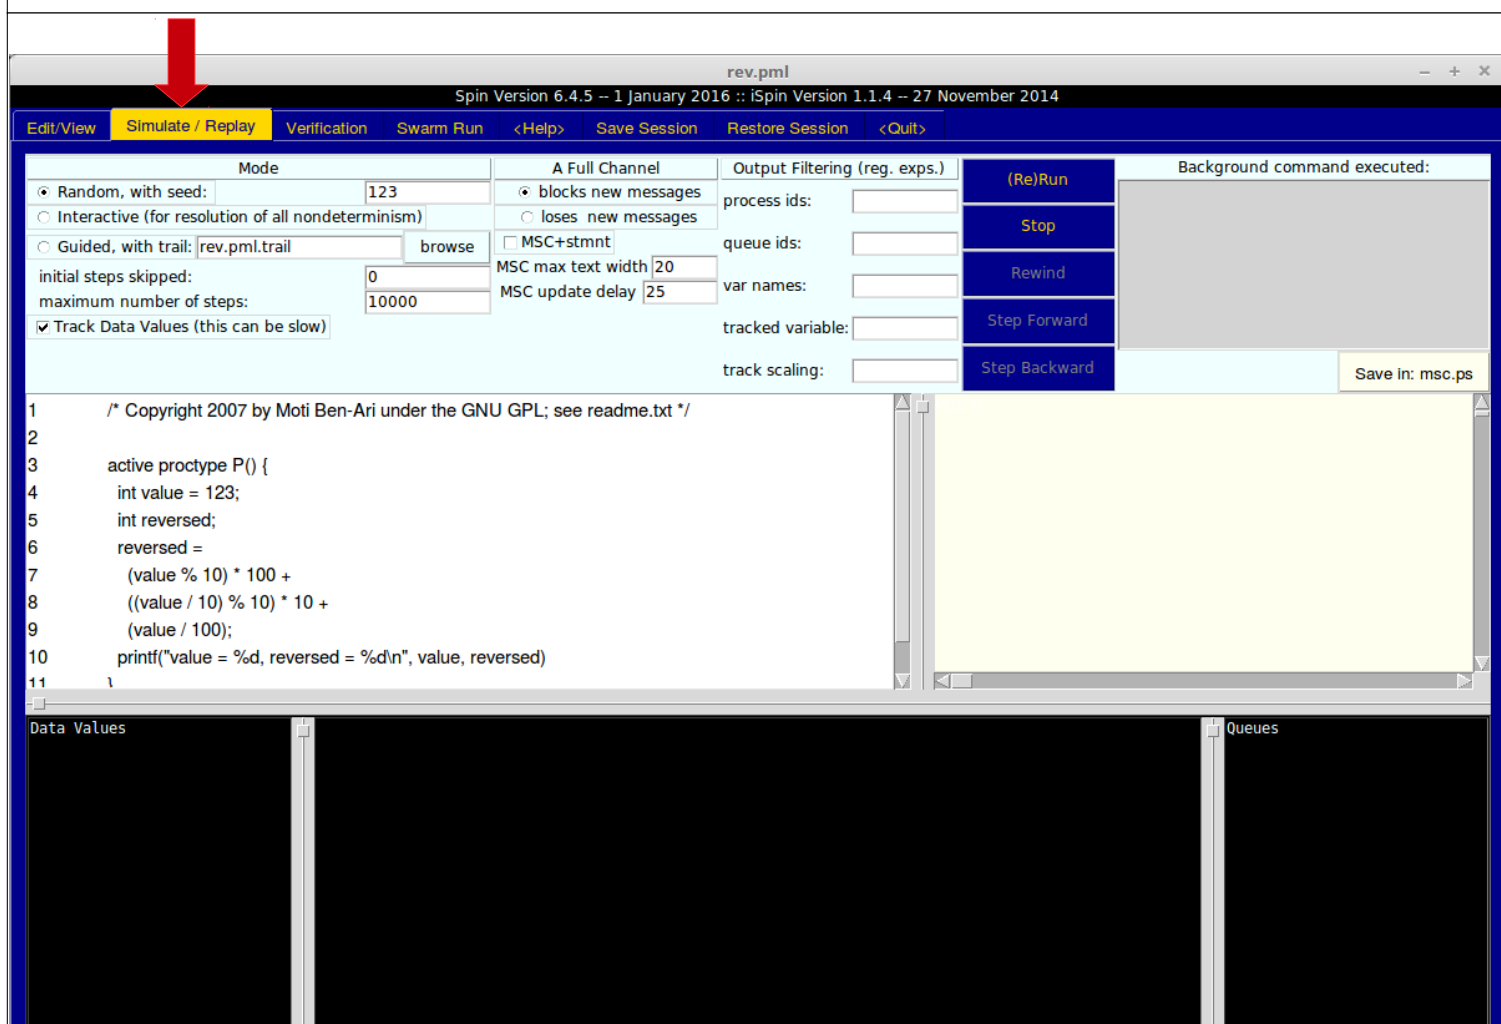 rev.pml
Spin Version 6.4.5 -- 1 January 2016 :: iSpin Version 1.1.4 -- 27 November 2014
Edit/View Simulate / Replay Verification Swarm Run <Help> Save Session Restore Session <Quit>
Mode
Random, with seed: 123
Interactive (for resolution of all nondeterminism)
Guided, with trail: rev.pml.trail browse
initial steps skipped: 0
maximum number of steps: 10000
Track Data Values (this can be slow)
A Full Channel
blocks new messages
loses new messages
MSC+stmnt
MSC max text width 20
MSC update delay 25
Output Filtering (reg. exps.)
process ids:
queue ids:
var names:
tracked variable:
track scaling:
(Re)Run
Stop
Rewind
Step Forward
Step Backward
Background command executed:
Save in: msc.ps
1 /* Copyright 2007 by Moti Ben-Ari under the GNU GPL; see readme.txt */
2
3 active proctype P() {
4 int value = 123;
5 int reversed;
6 reversed =
7 (value % 10) * 100 +
8 ((value / 10) % 10) * 10 +
9 (value / 100);
10 printf("value = %d, reversed = %d\n", value, reversed)
11 }
Data Values
Queues